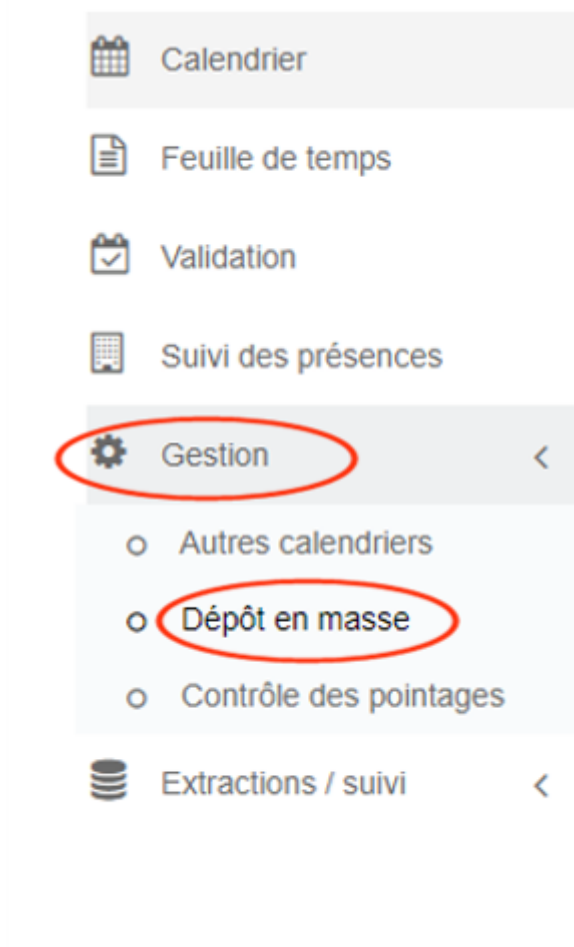 Calendrier
Feuille de temps
Validation
Suivi des présences
Gestion
Autres calendriers
Dépôt en masse
Contrôle des pointages
Extractions / suivi